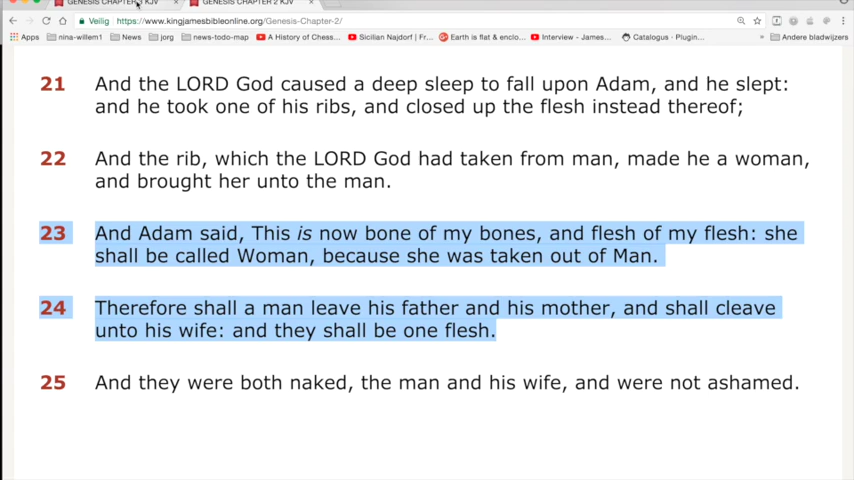 GENESIS CHAPTER KJV GENESIS CHAPTER 2 KJV
Veilig https://www.kingjamesbibleonline.org/Genesis-Chapter-2/
Apps nina-willem1 News jorg news-todo-map A History of Chess... Sicilian Najdorf | Fr... Earth is flat & enclo... Interview - James... Catalogus - Plugin... » Andere bladwijzers
21 And the LORD God caused a deep sleep to fall upon Adam, and he slept:
and he took one of his ribs, and closed up the flesh instead thereof;
22 And the rib, which the LORD God had taken from man, made he a woman,
and brought her unto the man.
23 And Adam said, This is now bone of my bones, and flesh of my flesh: she
shall be called Woman, because she was taken out of Man.
24 Therefore shall a man leave his father and his mother, and shall cleave
unto his wife: and they shall be one flesh.
25 And they were both naked, the man and his wife, and were not ashamed.